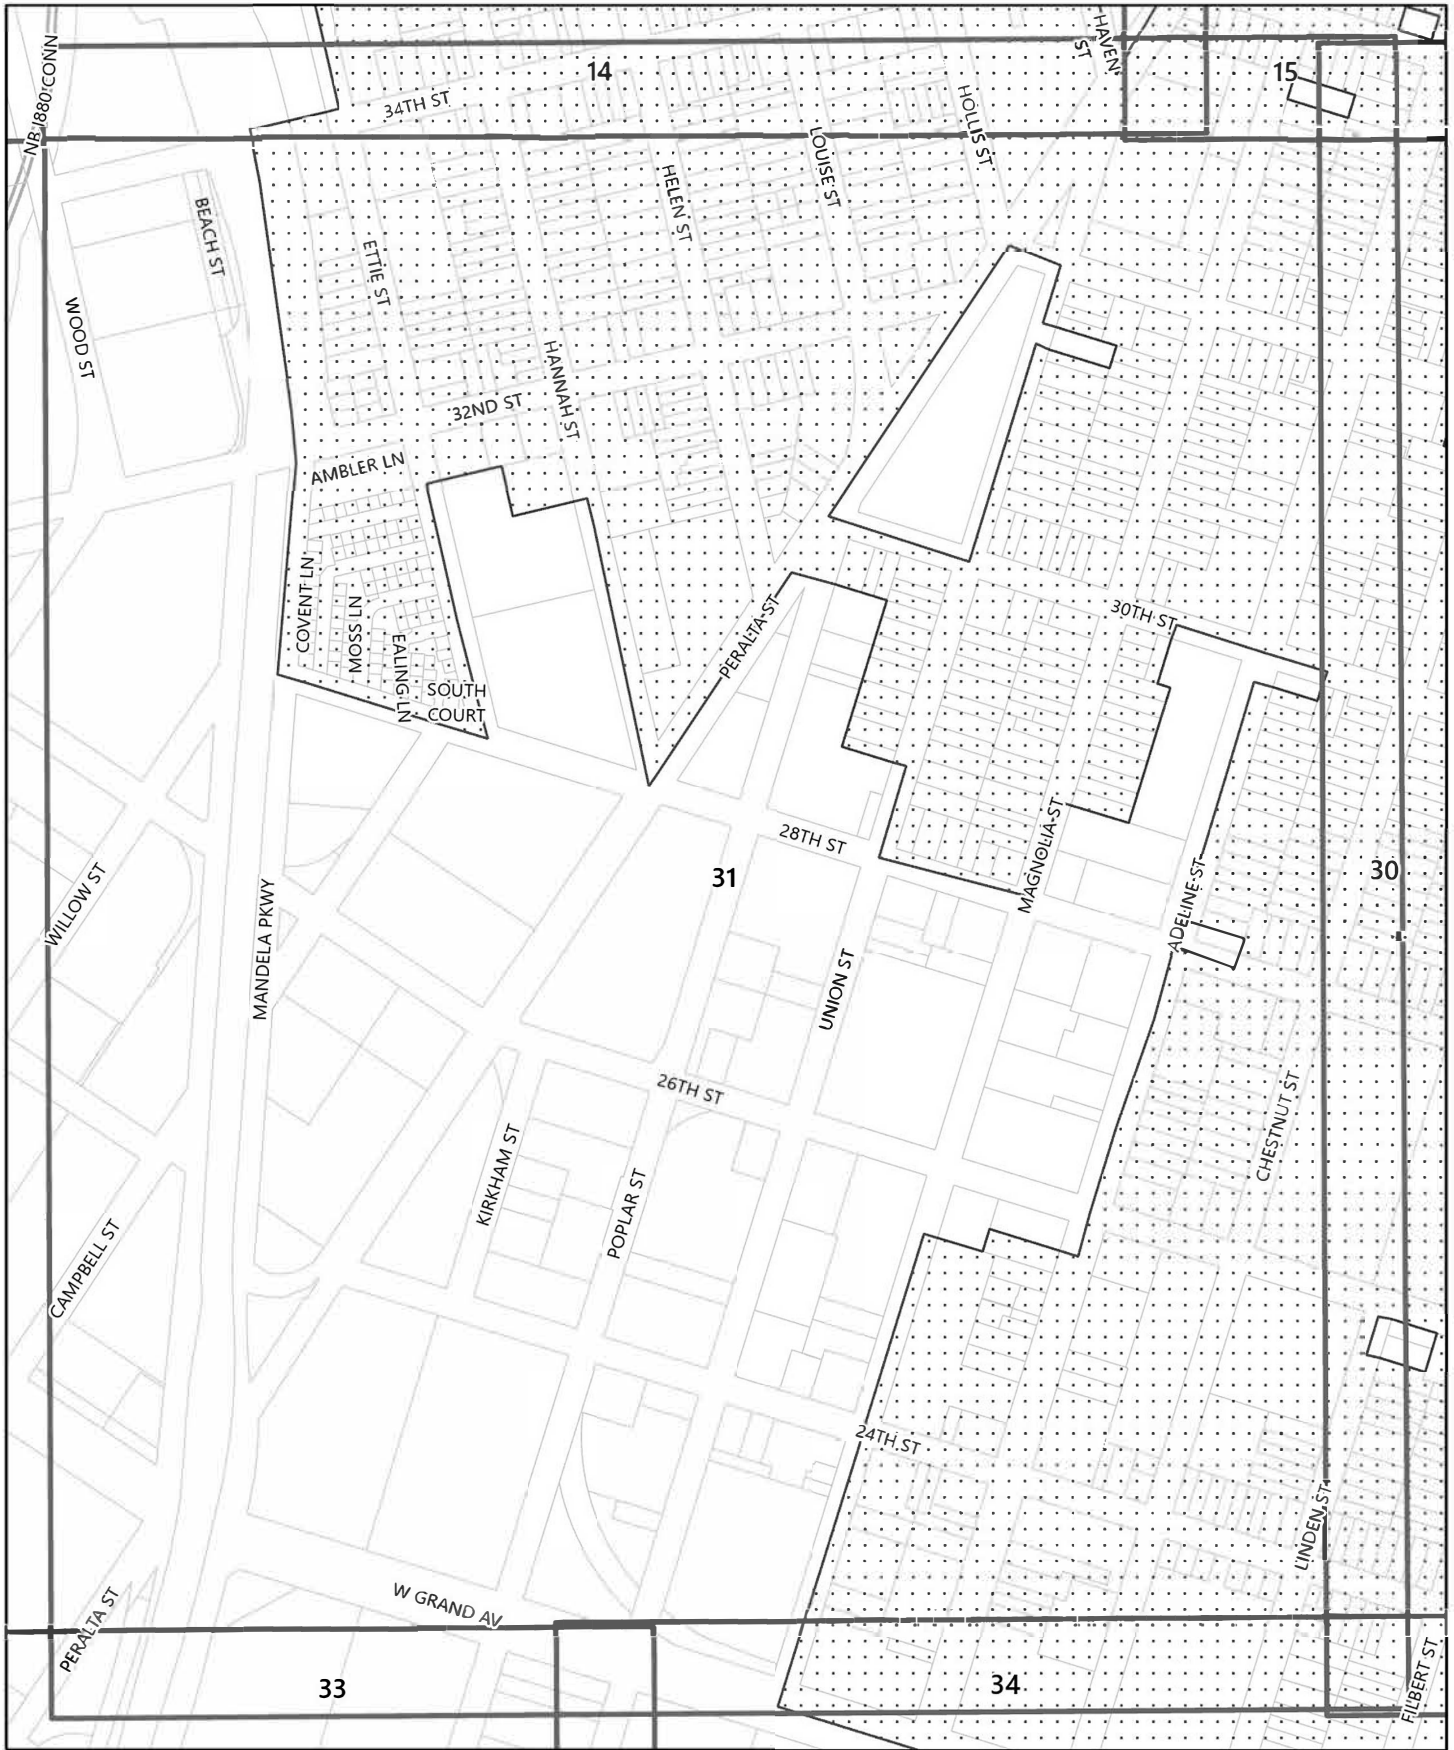 NB I880 CONN
14
HAVEN ST
15
34TH ST
HOLLIS ST
LOUISE ST
HELEN ST
BEACH ST
ETTIE ST
WOOD ST
HANNAH ST
32ND ST
AMBLER LN
COVENT LN
MOSS LN
EALING LN
SOUTH
COURT
PERALTA ST
30TH ST
28TH ST
MAGNOLIA ST
31
30
WILLOW ST
MANDELA PKWY
ADELINE ST
UNION ST
26TH ST
CHESTNUT ST
KIRKHAM ST
POPLAR ST
CAMPBELL ST
24TH ST
LINDEN ST
W GRAND AV
PERALTA ST
33
34
FILBERT ST